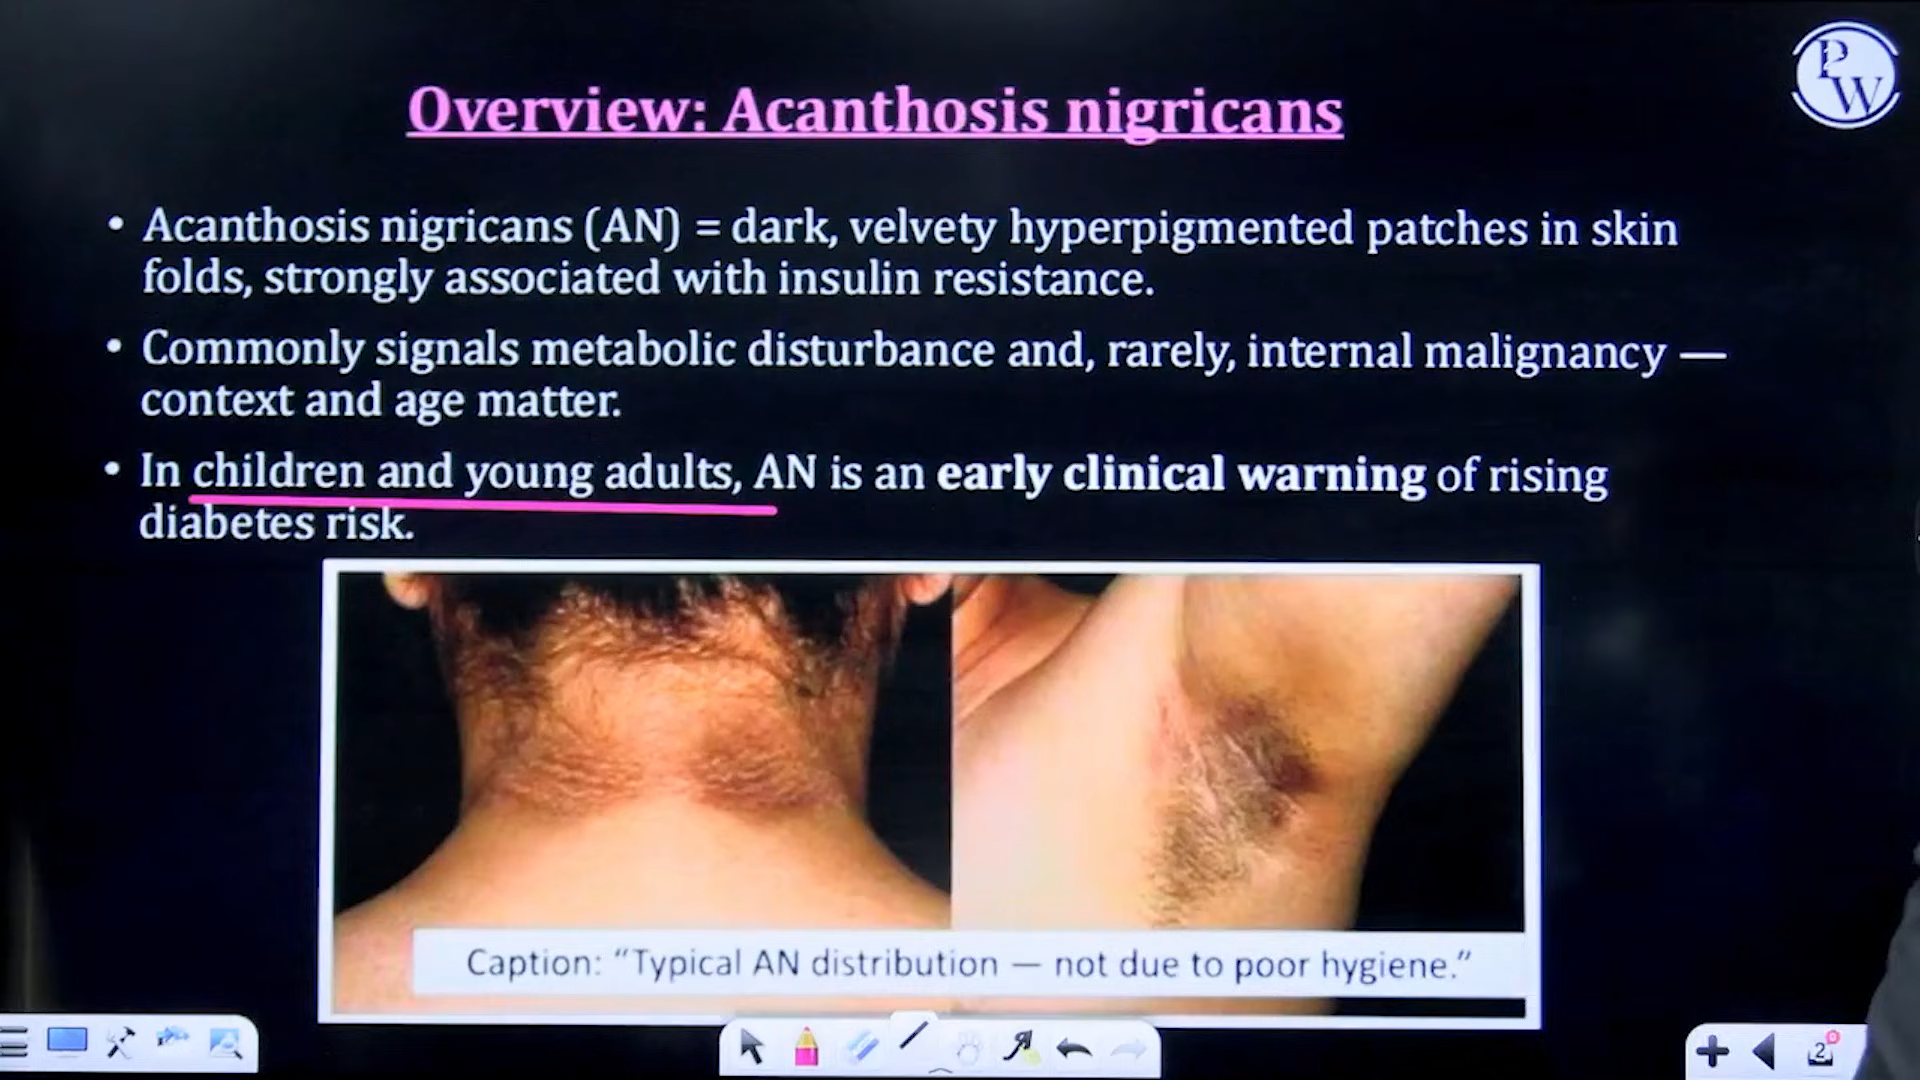 PW
Overview: Acanthosis nigricans
• Acanthosis nigricans (AN) = dark, velvety hyperpigmented patches in skin
folds, strongly associated with insulin resistance.
• Commonly signals metabolic disturbance and, rarely, internal malignancy —
context and age matter.
• In children and young adults, AN is an early clinical warning of rising
diabetes risk.
Caption: “Typical AN distribution — not due to poor hygiene.”
2